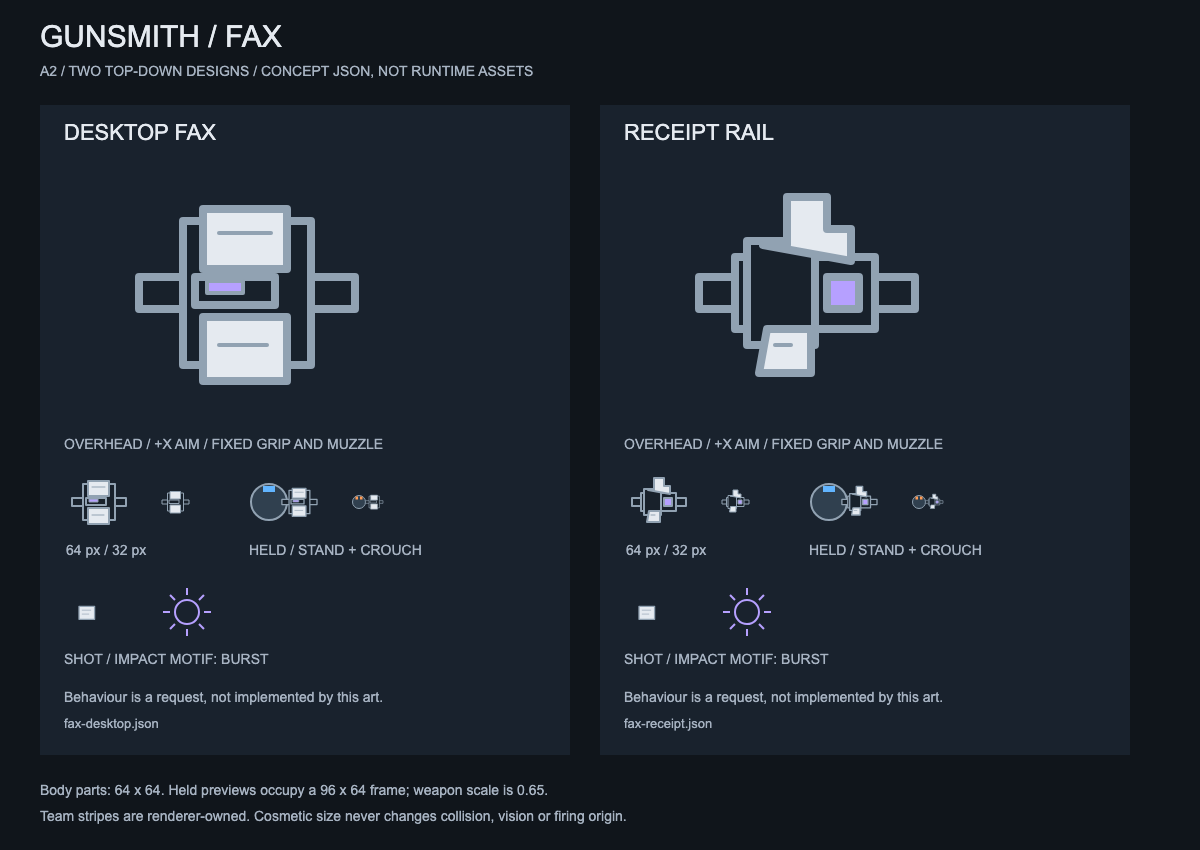 GUNSMITH / FAX
A2 / TWO TOP-DOWN DESIGNS / CONCEPT JSON, NOT RUNTIME ASSETS
DESKTOP FAX
OVERHEAD / +X AIM / FIXED GRIP AND MUZZLE
64 px / 32 px
HELD / STAND + CROUCH
SHOT / IMPACT MOTIF: BURST
Behaviour is a request, not implemented by this art.
fax-desktop.json
RECEIPT RAIL
OVERHEAD / +X AIM / FIXED GRIP AND MUZZLE
64 px / 32 px
HELD / STAND + CROUCH
SHOT / IMPACT MOTIF: BURST
Behaviour is a request, not implemented by this art.
fax-receipt.json
Body parts: 64 x 64. Held previews occupy a 96 x 64 frame; weapon scale is 0.65.
Team stripes are renderer-owned. Cosmetic size never changes collision, vision or firing origin.